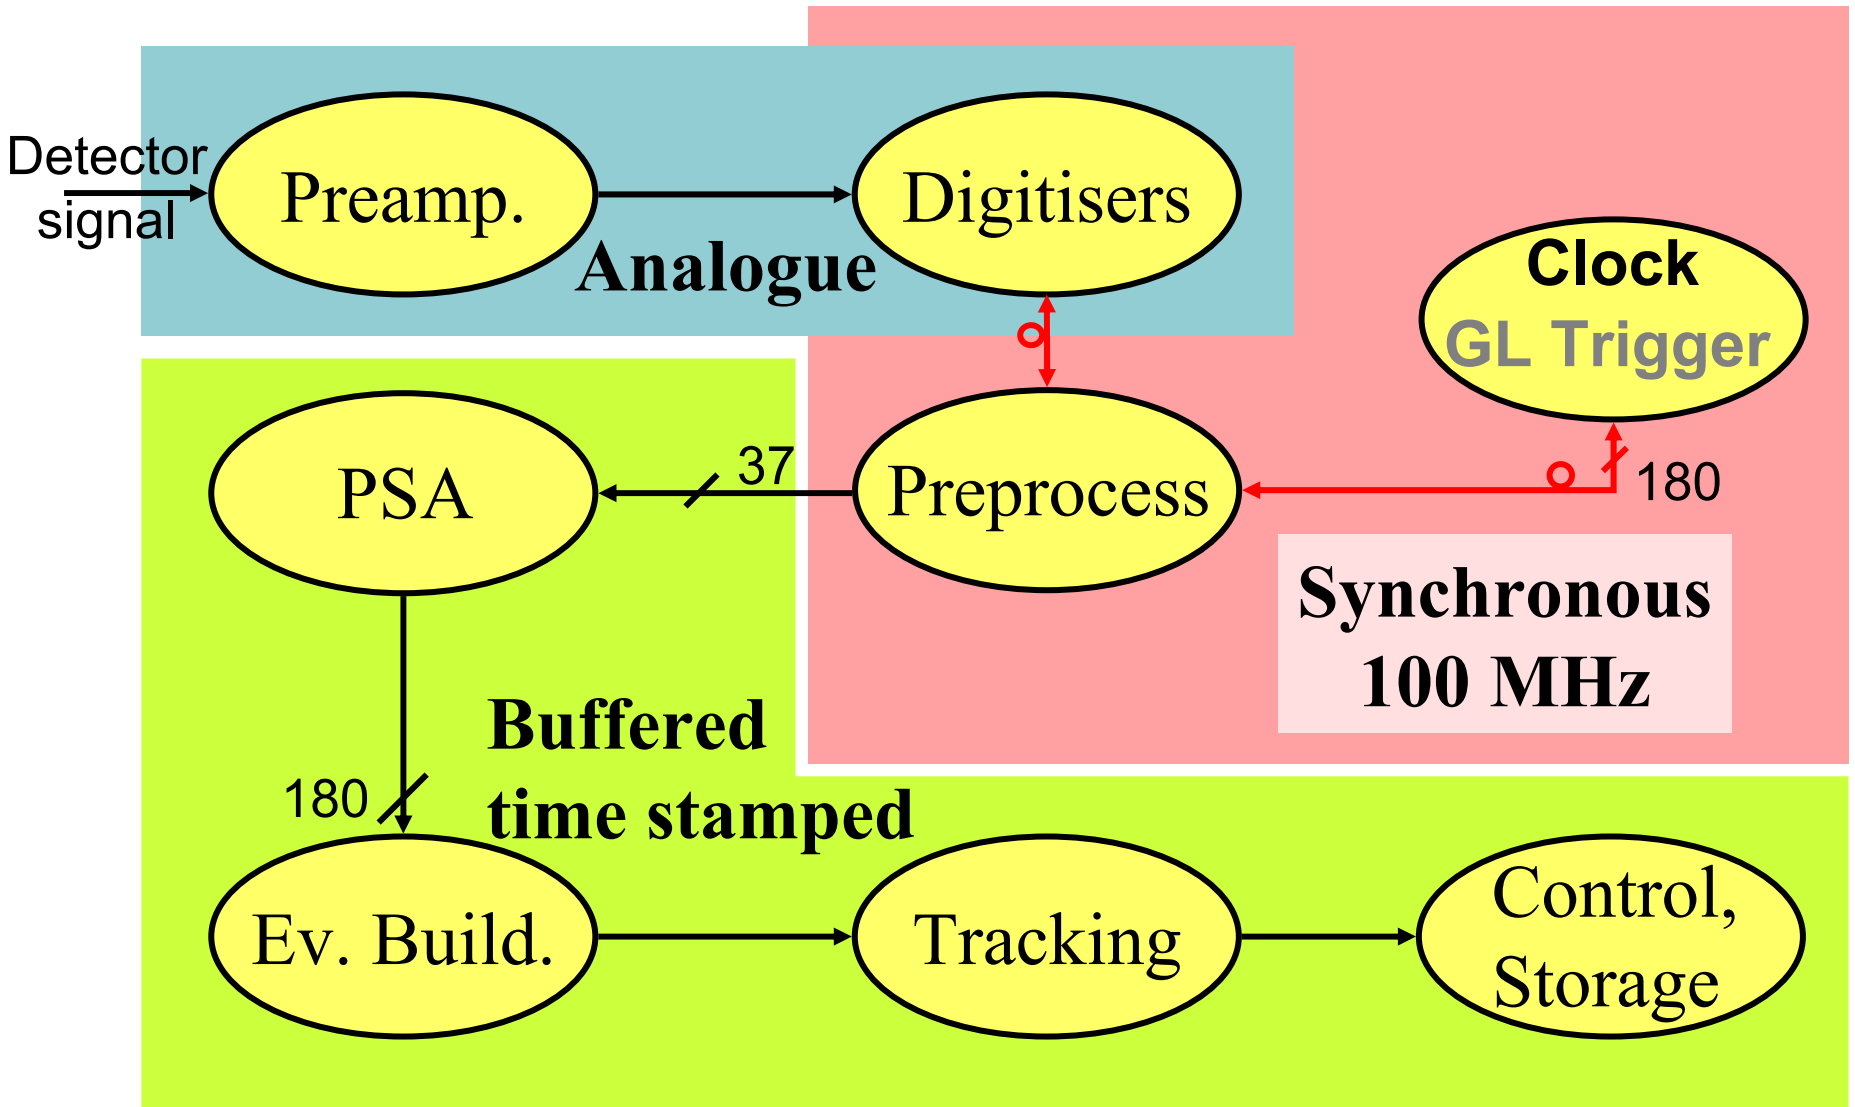 Detector
signal
Preamp.
Analogue
Digitisers
Clock
GL Trigger
PSA
37
Preprocess
180
Synchronous
100 MHz
Buffered
time stamped
180
Ev. Build.
Tracking
Control,
Storage